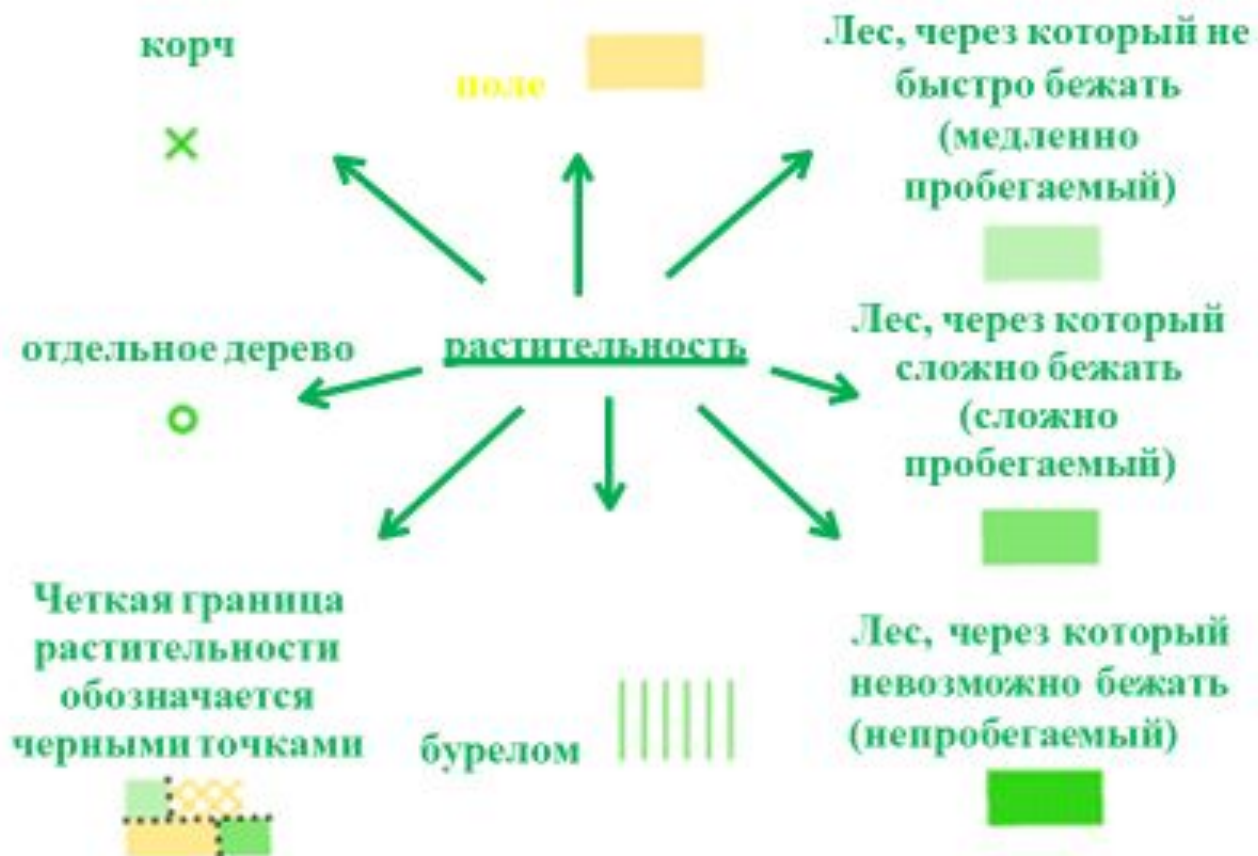 корч
поле
Лес, через который не
быстро бежать
(медленно
пробегаемый)
отдельное дерево
растительность
Лес, через который
сложно бежать
(сложно
пробегаемый)
Четкая граница
растительности
обозначается
черными точками
бурелом
Лес, через который
невозможно бежать
(непробегаемый)